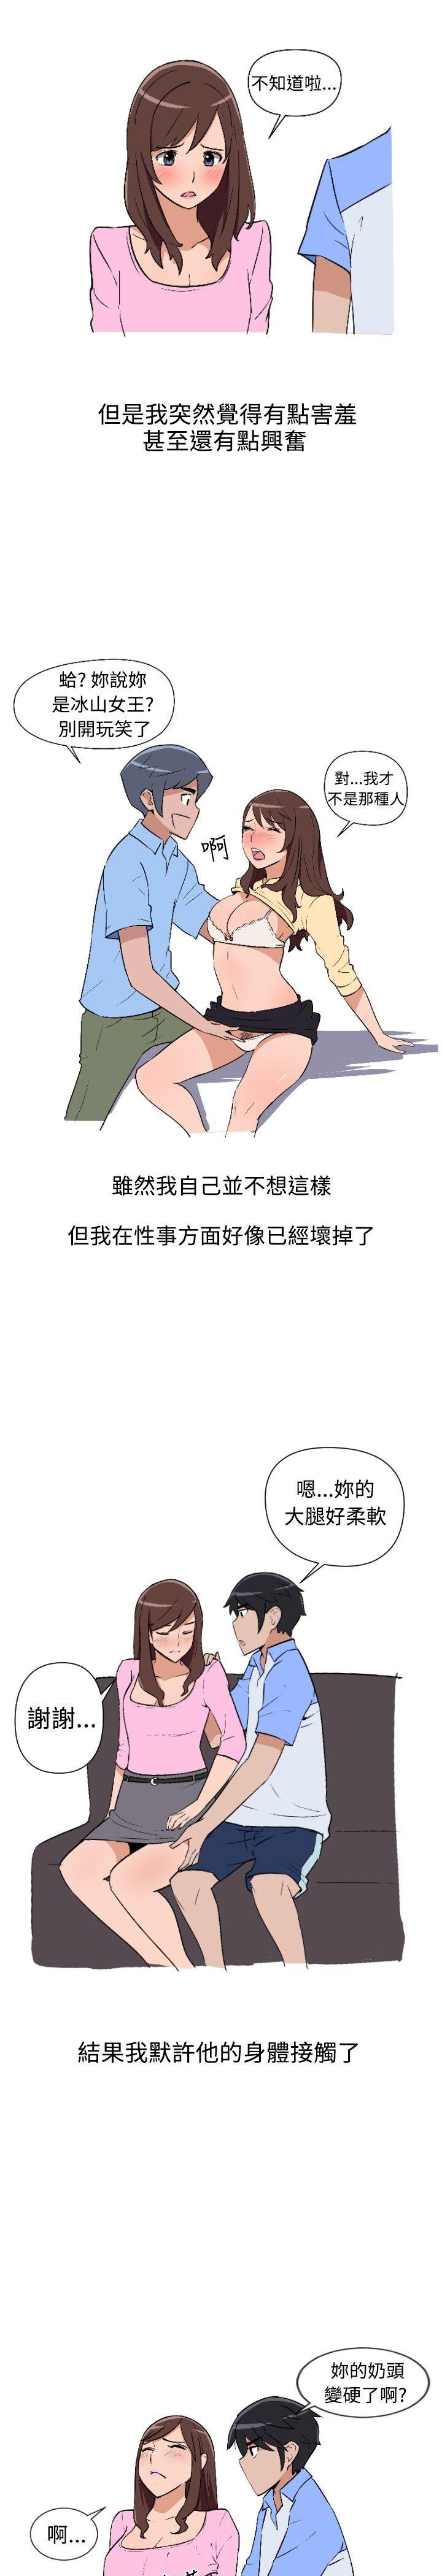 不知道啦...
但是我突然覺得有點害羞
甚至還有點興奮
蛤? 妳說妳
是冰山女王?
別開玩笑了
對...我才
不是那種人
啊
雖然我自己並不想這樣
但我在性事方面好像已經壞掉了
嗯...妳的
大腿好柔軟
謝謝...
結果我默許他的身體接觸了
妳的奶頭
變硬了啊?
啊...